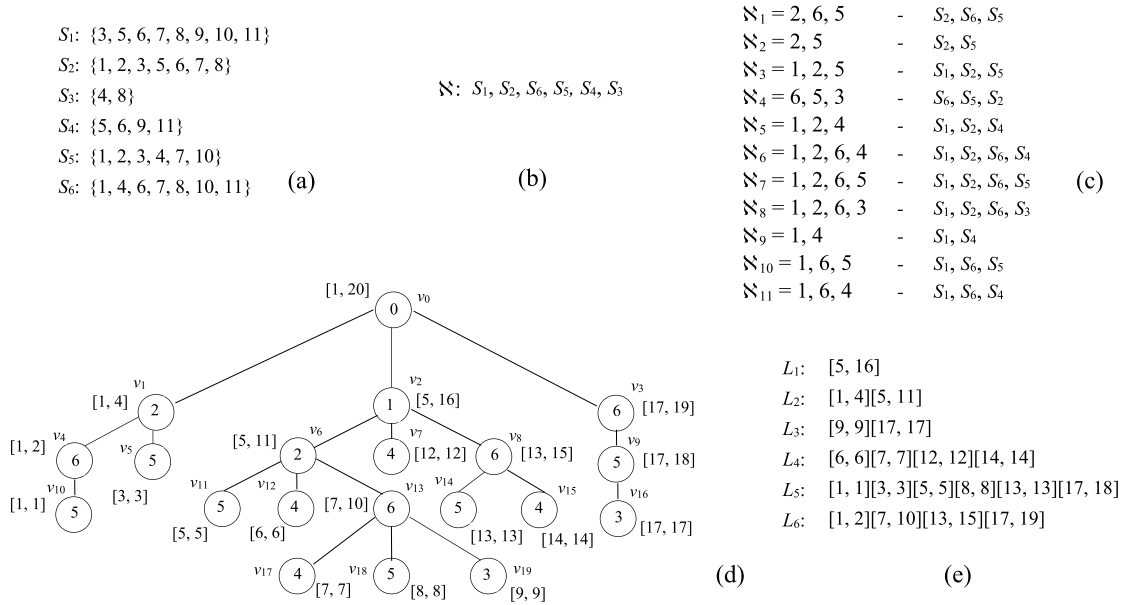 S1: {3, 5, 6, 7, 8, 9, 10, 11}
S2: {1, 2, 3, 5, 6, 7, 8}
S3: {4, 8}
S4: {5, 6, 9, 11}
S5: {1, 2, 3, 4, 7, 10}
S6: {1, 4, 6, 7, 8, 10, 11}
(a)
ℵ: S1, S2, S6, S5, S4, S3
(b)
ℵ1 = 2, 6, 5 - S2, S6, S5
ℵ2 = 2, 5 - S2, S5
ℵ3 = 1, 2, 5 - S1, S2, S5
ℵ4 = 6, 5, 3 - S6, S5, S2
ℵ5 = 1, 2, 4 - S1, S2, S4
ℵ6 = 1, 2, 6, 4 - S1, S2, S6, S4
ℵ7 = 1, 2, 6, 5 - S1, S2, S6, S5
ℵ8 = 1, 2, 6, 3 - S1, S2, S6, S3
ℵ9 = 1, 4 - S1, S4
ℵ10 = 1, 6, 5 - S1, S6, S5
ℵ11 = 1, 6, 4 - S1, S6, S4
(c)
[1, 20] 0 v0
v1 [1, 4] 2
v2 1 [5, 16]
v3 6 [17, 19]
v4 [1, 2] 6
v5 5 [3, 3]
v6 [5, 11] 2
v7 4 [12, 12]
v8 6 [13, 15]
v9 5 [17, 18]
v10 [1, 1] 5
v11 5 [5, 5]
v12 4 [6, 6]
v13 [7, 10] 6
v14 5 [13, 13]
v15 4 [14, 14]
v16 3 [17, 17]
v17 4 [7, 7]
v18 5 [8, 8]
v19 3 [9, 9]
(d)
L1: [5, 16]
L2: [1, 4][5, 11]
L3: [9, 9][17, 17]
L4: [6, 6][7, 7][12, 12][14, 14]
L5: [1, 1][3, 3][5, 5][8, 8][13, 13][17, 18]
L6: [1, 2][7, 10][13, 15][17, 19]
(e)